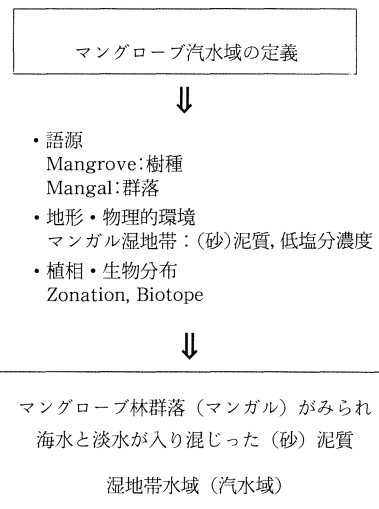 マングローブ汽水域の定義
⇓
・語源
Mangrove:樹種
Mangal:群落
・地形・物理的環境
マンガル湿地帯：(砂)泥質, 低塩分濃度
・植相・生物分布
Zonation, Biotope
⇓
マングローブ林群落（マンガル）がみられ
海水と淡水が入り混じった（砂）泥質
湿地帯水域（汽水域）